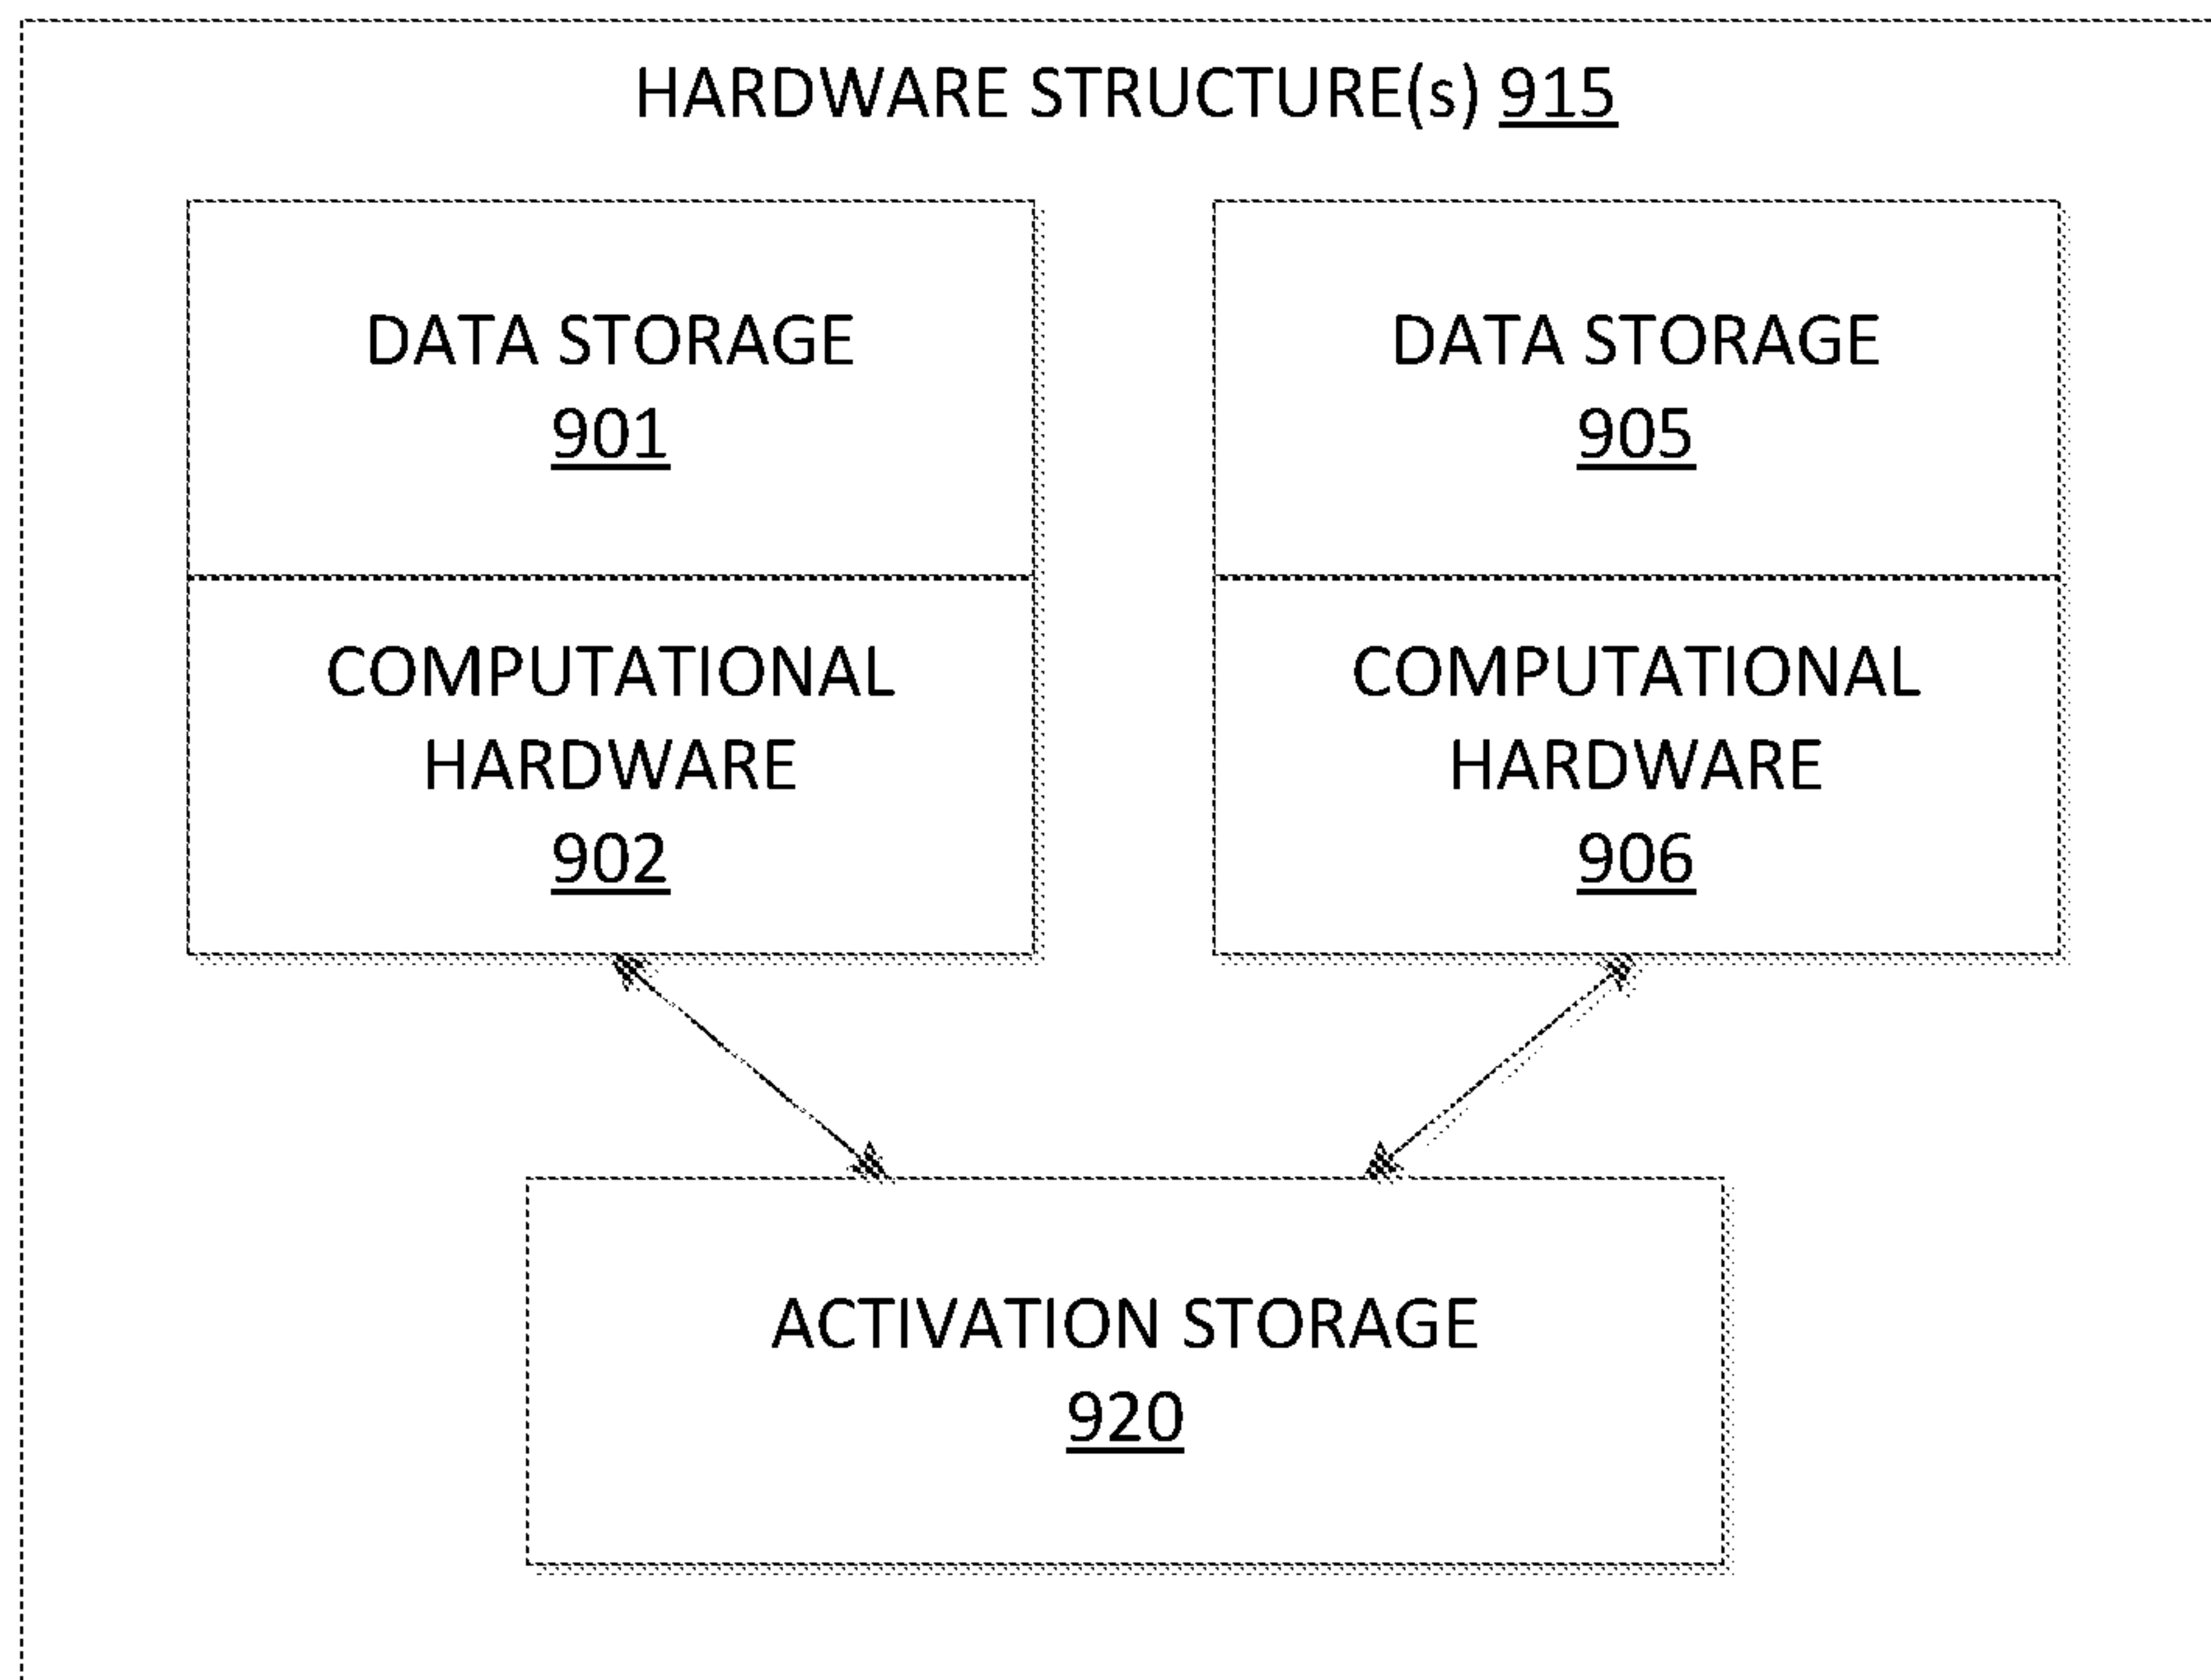 HARDWARE STRUCTURE(s) 915
DATA STORAGE
901
COMPUTATIONAL
HARDWARE
902
DATA STORAGE
905
COMPUTATIONAL
HARDWARE
906
ACTIVATION STORAGE
920